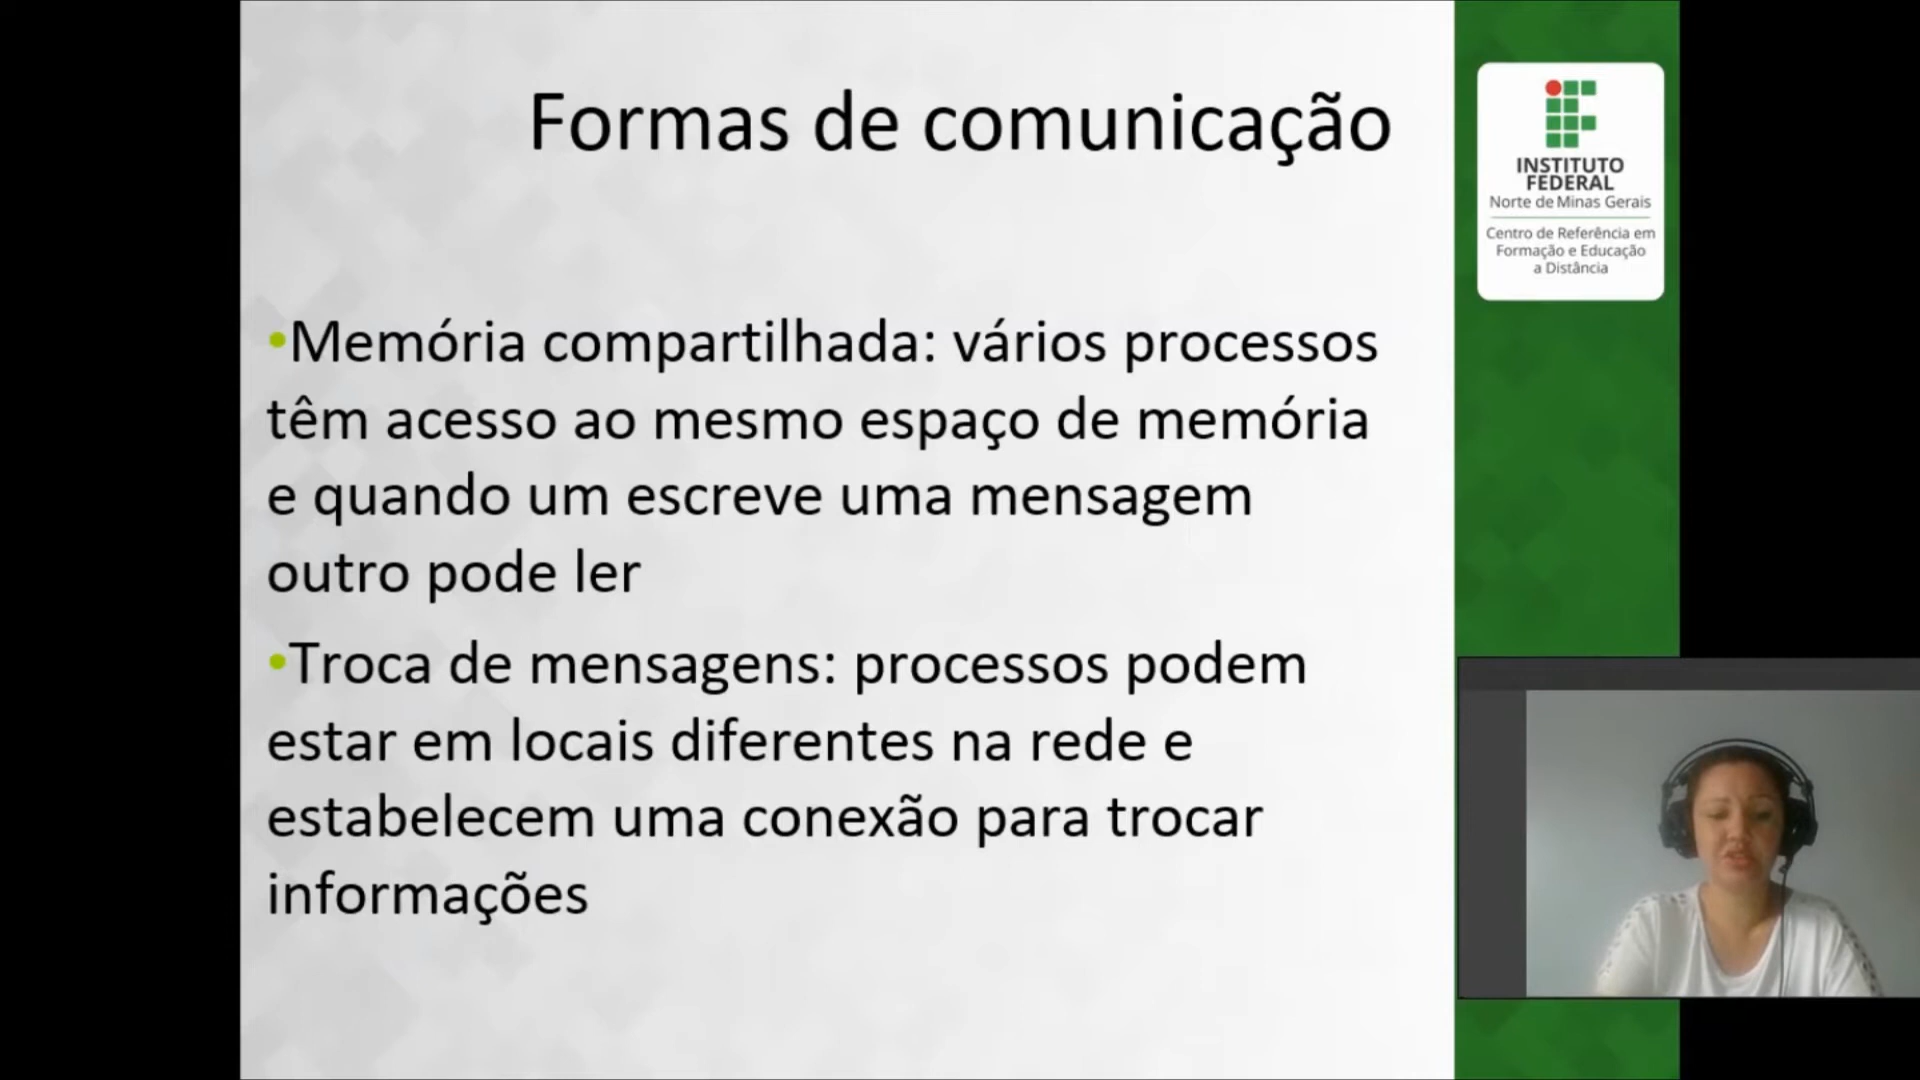 Formas de comunicação
INSTITUTO
FEDERAL
Norte de Minas Gerais
Centro de Referência em
Formação e Educação
a Distância
•Memória compartilhada: vários processos
têm acesso ao mesmo espaço de memória
e quando um escreve uma mensagem
outro pode ler
•Troca de mensagens: processos podem
estar em locais diferentes na rede e
estabelecem uma conexão para trocar
informações